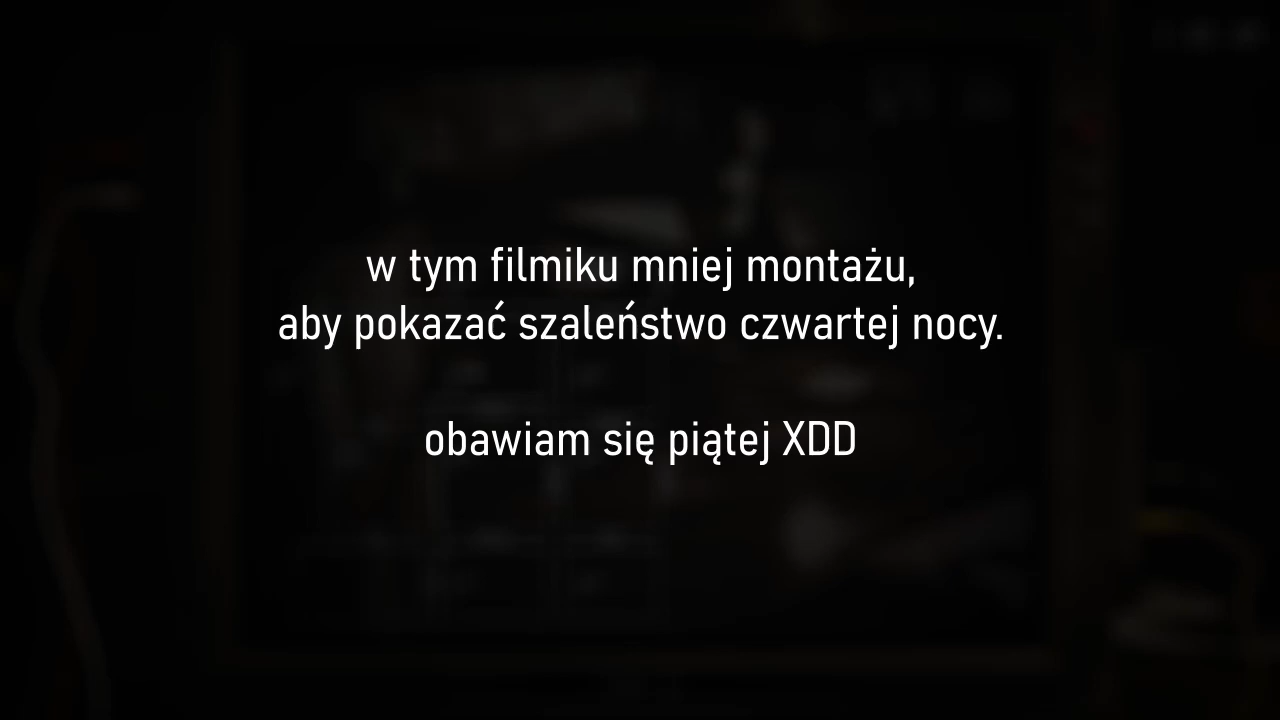 w tym filmiku mniej montażu,
aby pokazać szaleństwo czwartej nocy.
obawiam się piątej XDD